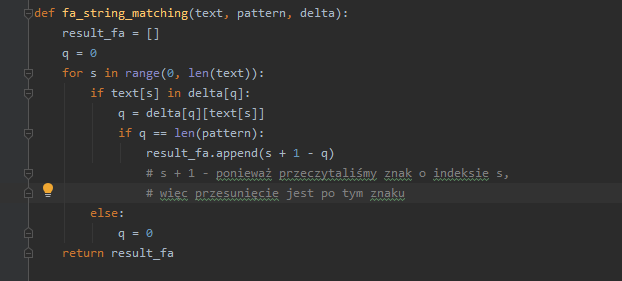 def fa_string_matching(text, pattern, delta):
    result_fa = []
    q = 0
    for s in range(0, len(text)):
        if text[s] in delta[q]:
            q = delta[q][text[s]]
            if q == len(pattern):
                result_fa.append(s + 1 - q)
                # s + 1 - ponieważ przeczytaliśmy znak o indeksie s,
                # więc przesunięcie jest po tym znaku
        else:
            q = 0
    return result_fa